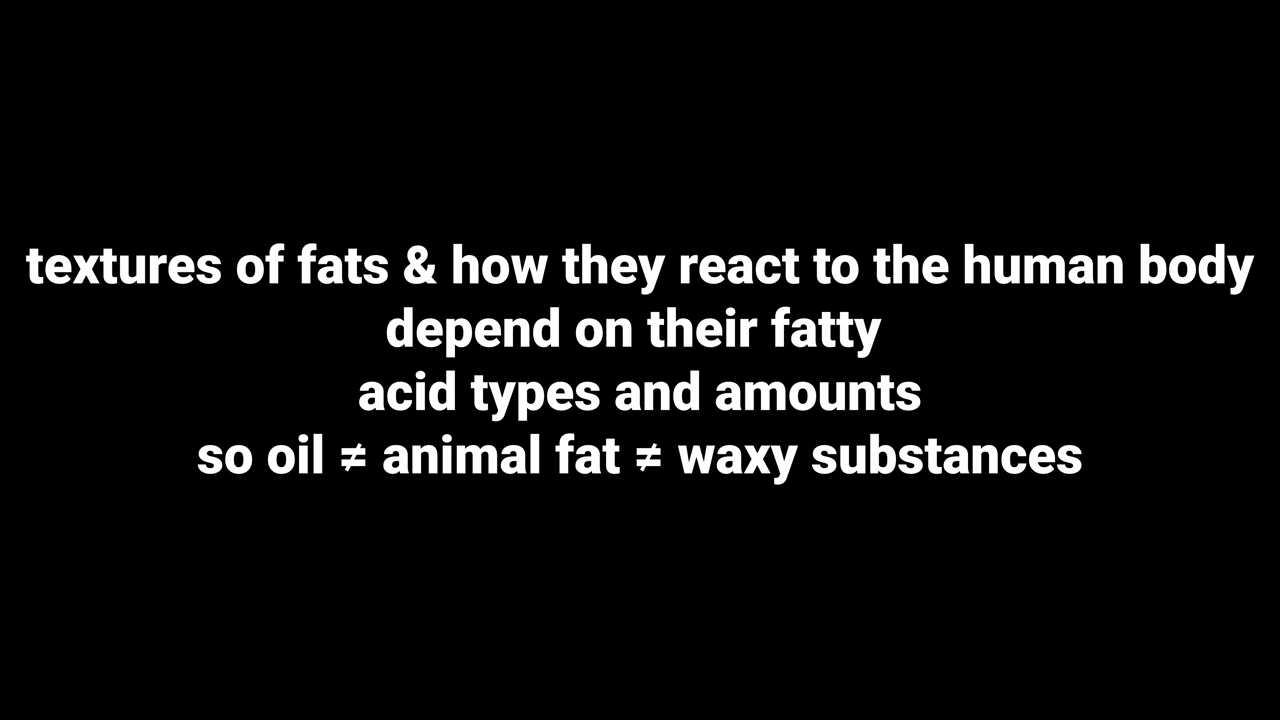 textures of fats & how they react to the human body
depend on their fatty
acid types and amounts
so oil ≠ animal fat ≠ waxy substances